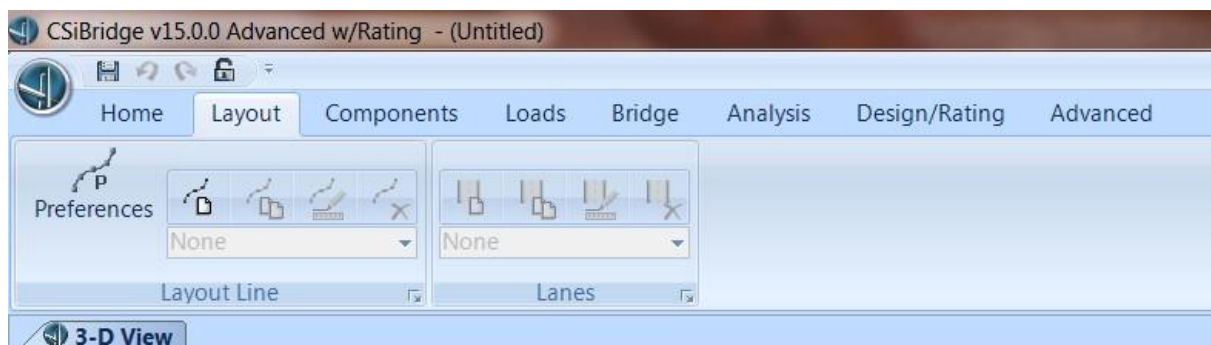 CSiBridge v15.0.0 Advanced w/Rating - (Untitled)
Home Layout Components Loads Bridge Analysis Design/Rating Advanced
P
Preferences
None None
Layout Line Lanes
3-D View